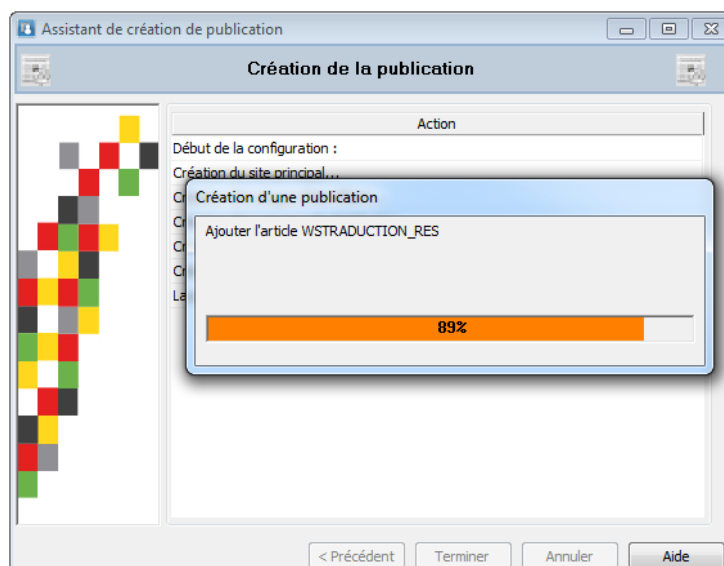 Assistant de création de publication
Création de la publication
Action
Début de la configuration :
Création du site principal...
Création d'une publication
Ajouter l'article WSTRADUCTION_RES
89%
< Précédent
Terminer
Annuler
Aide